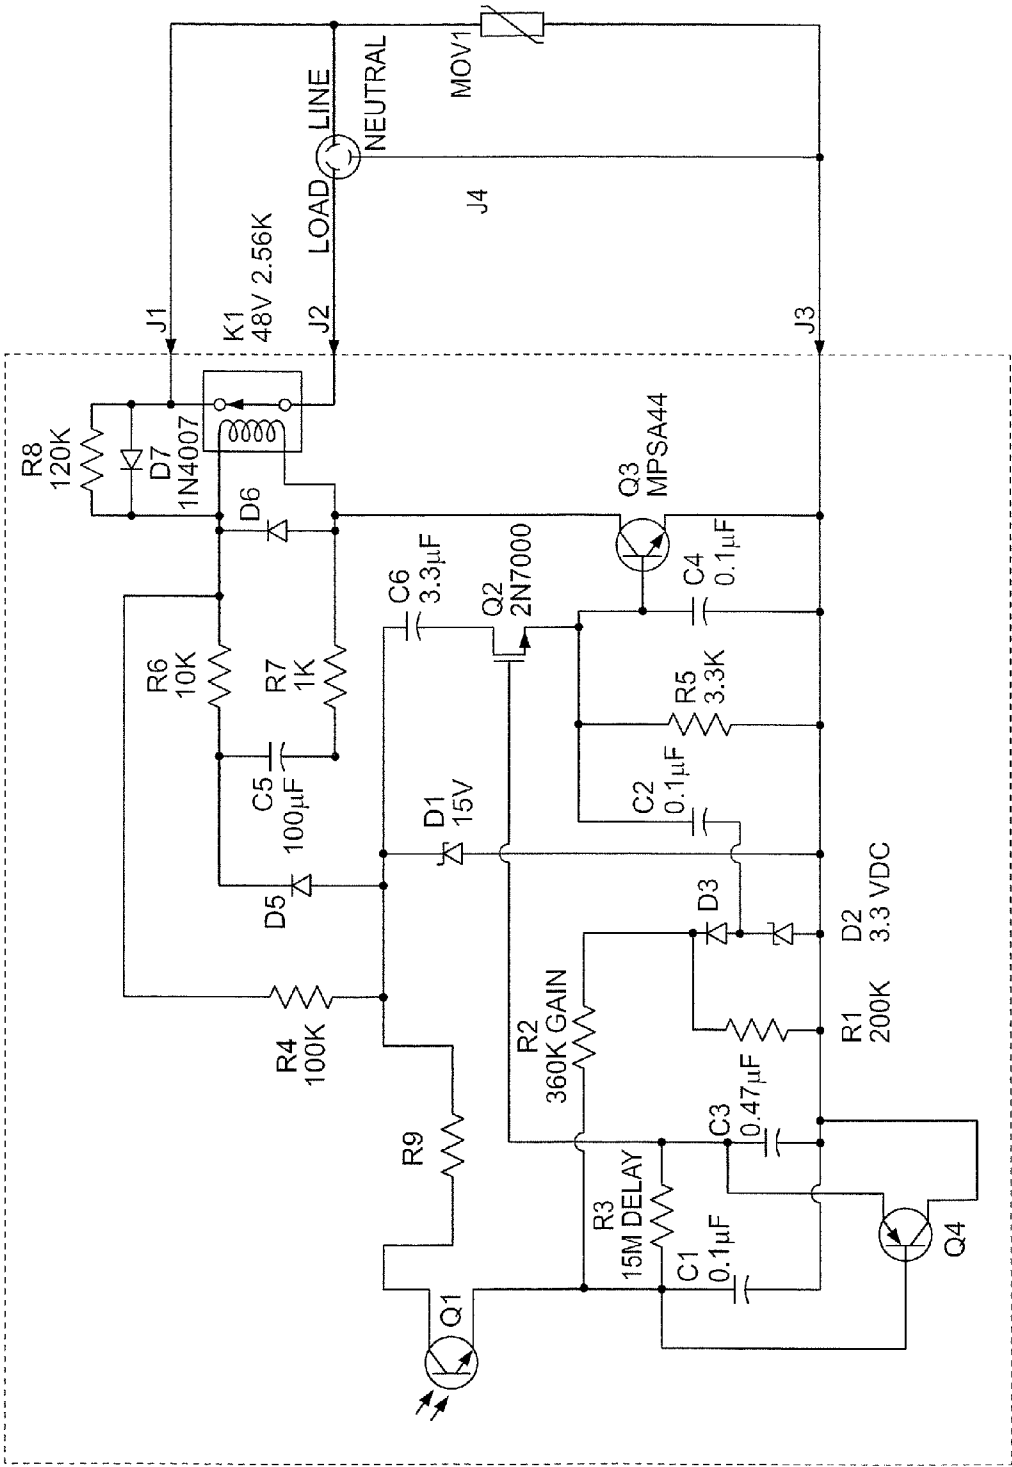 R8
120K
D7
1N4007
J1
K1
48V 2.56K
J2
LOAD
LINE
NEUTRAL
MOV1
J4
J3
D6
R6
10K
R7
1K
C5
100µF
D5
R4
100K
C6
3.3µF
Q2
2N7000
Q3
MPSA44
C4
0.1µF
R5
3.3K
C2
0.1µF
D1
15V
D3
D2
3.3 VDC
R1
200K
R2
360K GAIN
R9
C3
0.47µF
R3
15M DELAY
C1
0.1µF
Q1
Q4